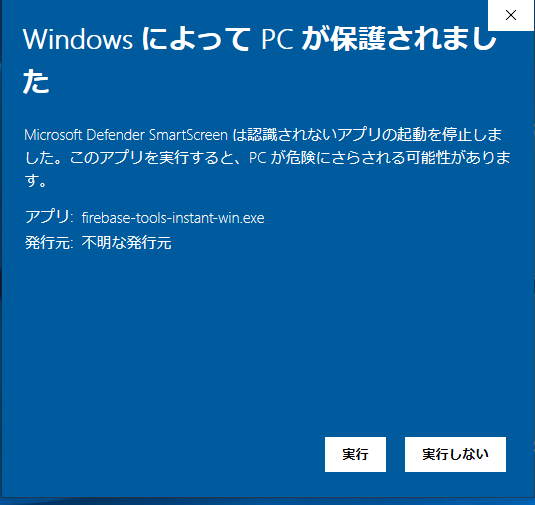 Windows によって PC が保護されまし
た
Microsoft Defender SmartScreen は認識されないアプリの起動を停止しま
した。このアプリを実行すると、PC が危険にさらされる可能性がありま
す。
アプリ: firebase-tools-instant-win.exe
発行元: 不明な発行元
実行 実行しない